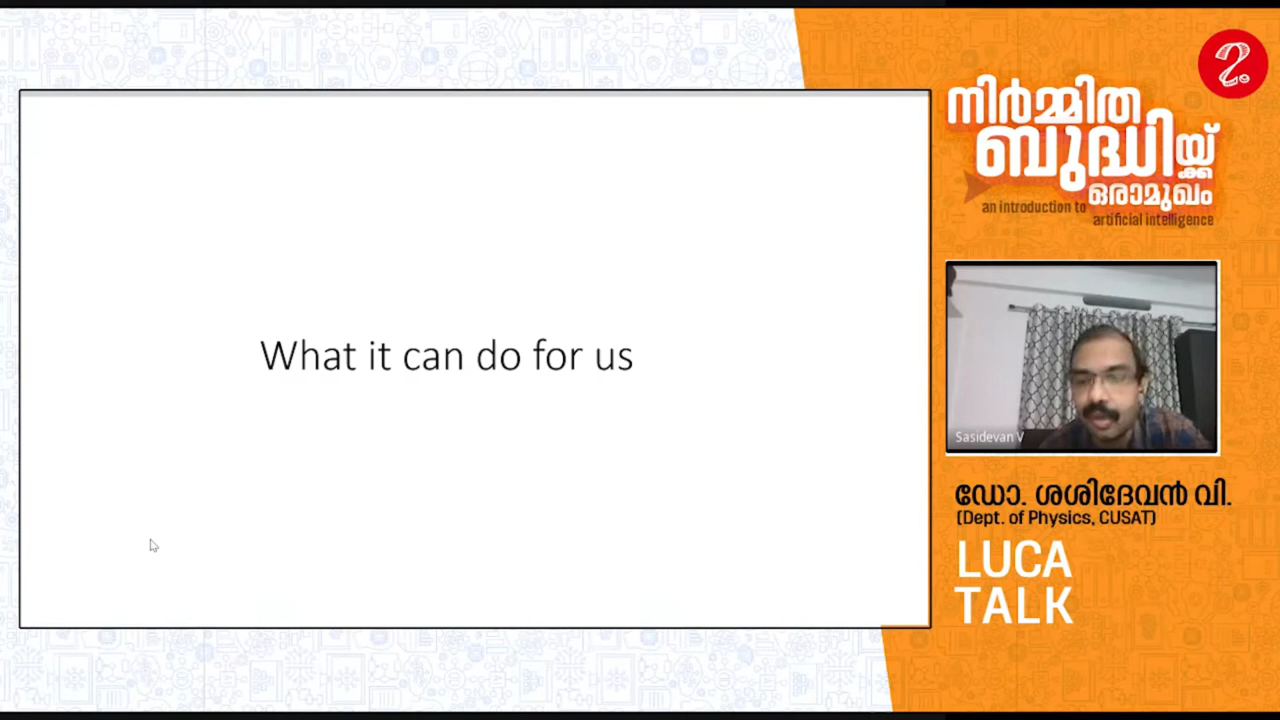 What it can do for us
നിർമ്മിത
ബുദ്ധിയ്ക്ക്
ഒരാമുഖം
an introduction to
artificial intelligence
Sasidevan V
ഡോ. ശശിദേവൻ വി.
(Dept. of Physics, CUSAT)
LUCA
TALK